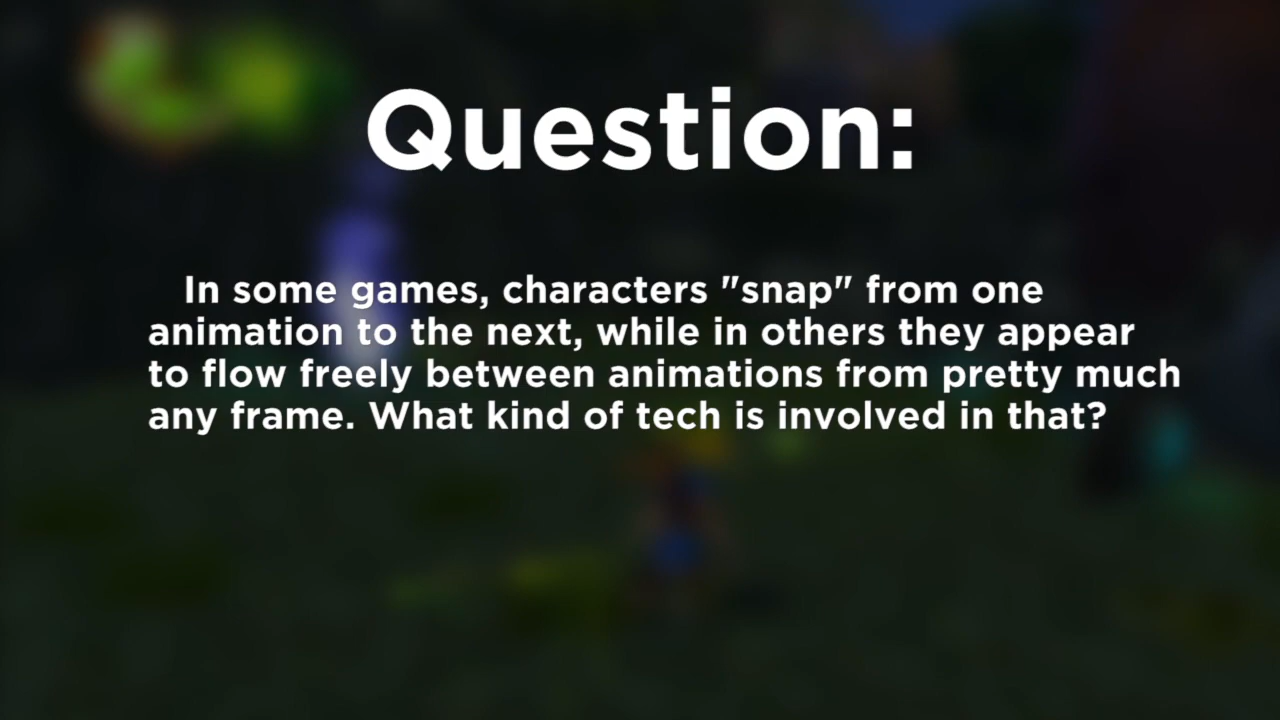 Question:
In some games, characters "snap" from one
animation to the next, while in others they appear
to flow freely between animations from pretty much
any frame. What kind of tech is involved in that?